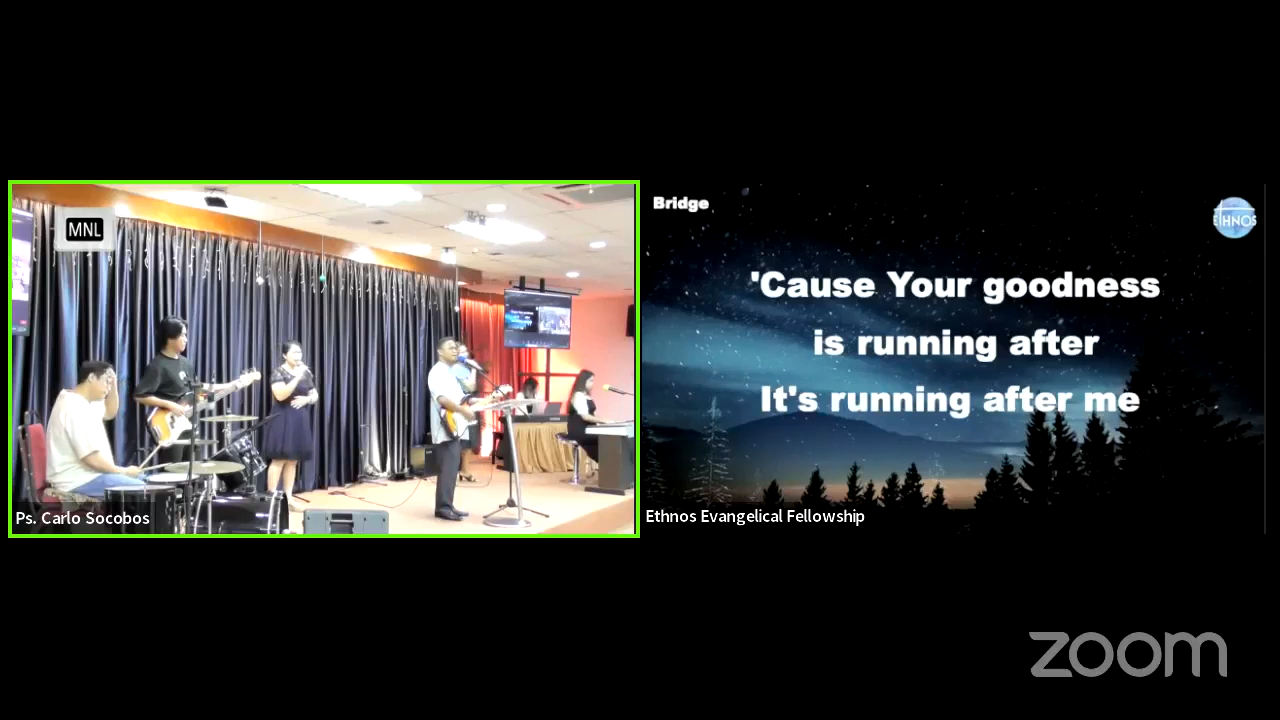 MNL
Ps. Carlo Socobos
Bridge
ETHNOS
'Cause Your goodness
is running after
It's running after me
Ethnos Evangelical Fellowship
zoom